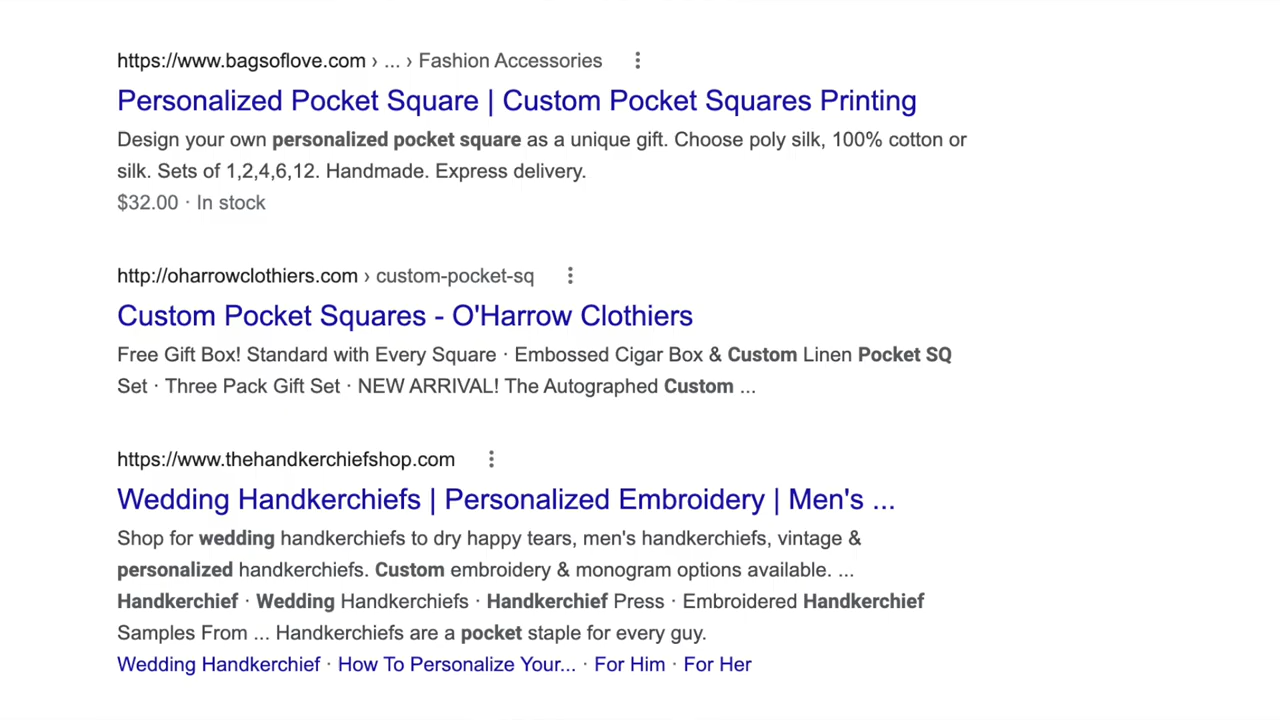 https://www.bagsoflove.com › ... › Fashion Accessories
Personalized Pocket Square | Custom Pocket Squares Printing
Design your own personalized pocket square as a unique gift. Choose poly silk, 100% cotton or
silk. Sets of 1,2,4,6,12. Handmade. Express delivery.
$32.00 · In stock
http://oharrowclothiers.com › custom-pocket-sq
Custom Pocket Squares - O'Harrow Clothiers
Free Gift Box! Standard with Every Square · Embossed Cigar Box & Custom Linen Pocket SQ
Set · Three Pack Gift Set · NEW ARRIVAL! The Autographed Custom ...
https://www.thehandkerchiefshop.com
Wedding Handkerchiefs | Personalized Embroidery | Men's ...
Shop for wedding handkerchiefs to dry happy tears, men's handkerchiefs, vintage &
personalized handkerchiefs. Custom embroidery & monogram options available. ...
Handkerchief · Wedding Handkerchiefs · Handkerchief Press · Embroidered Handkerchief
Samples From ... Handkerchiefs are a pocket staple for every guy.
Wedding Handkerchief · How To Personalize Your... · For Him · For Her